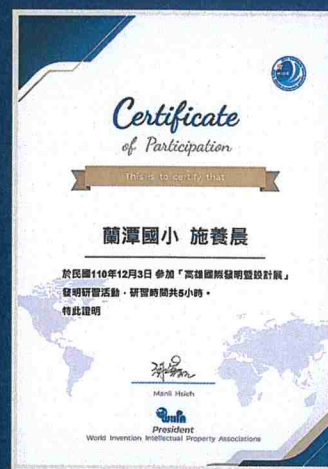 Certificate
of Participation
This is to certify that
蘭潭國小 施養晨
於民國110年12月3日 參加「高雄國際發明暨設計展」
發明研習活動，研習時間共5小時。
特此證明
Manli Hsieh
WIIPA
President
World Invention Intellectual Property Associations